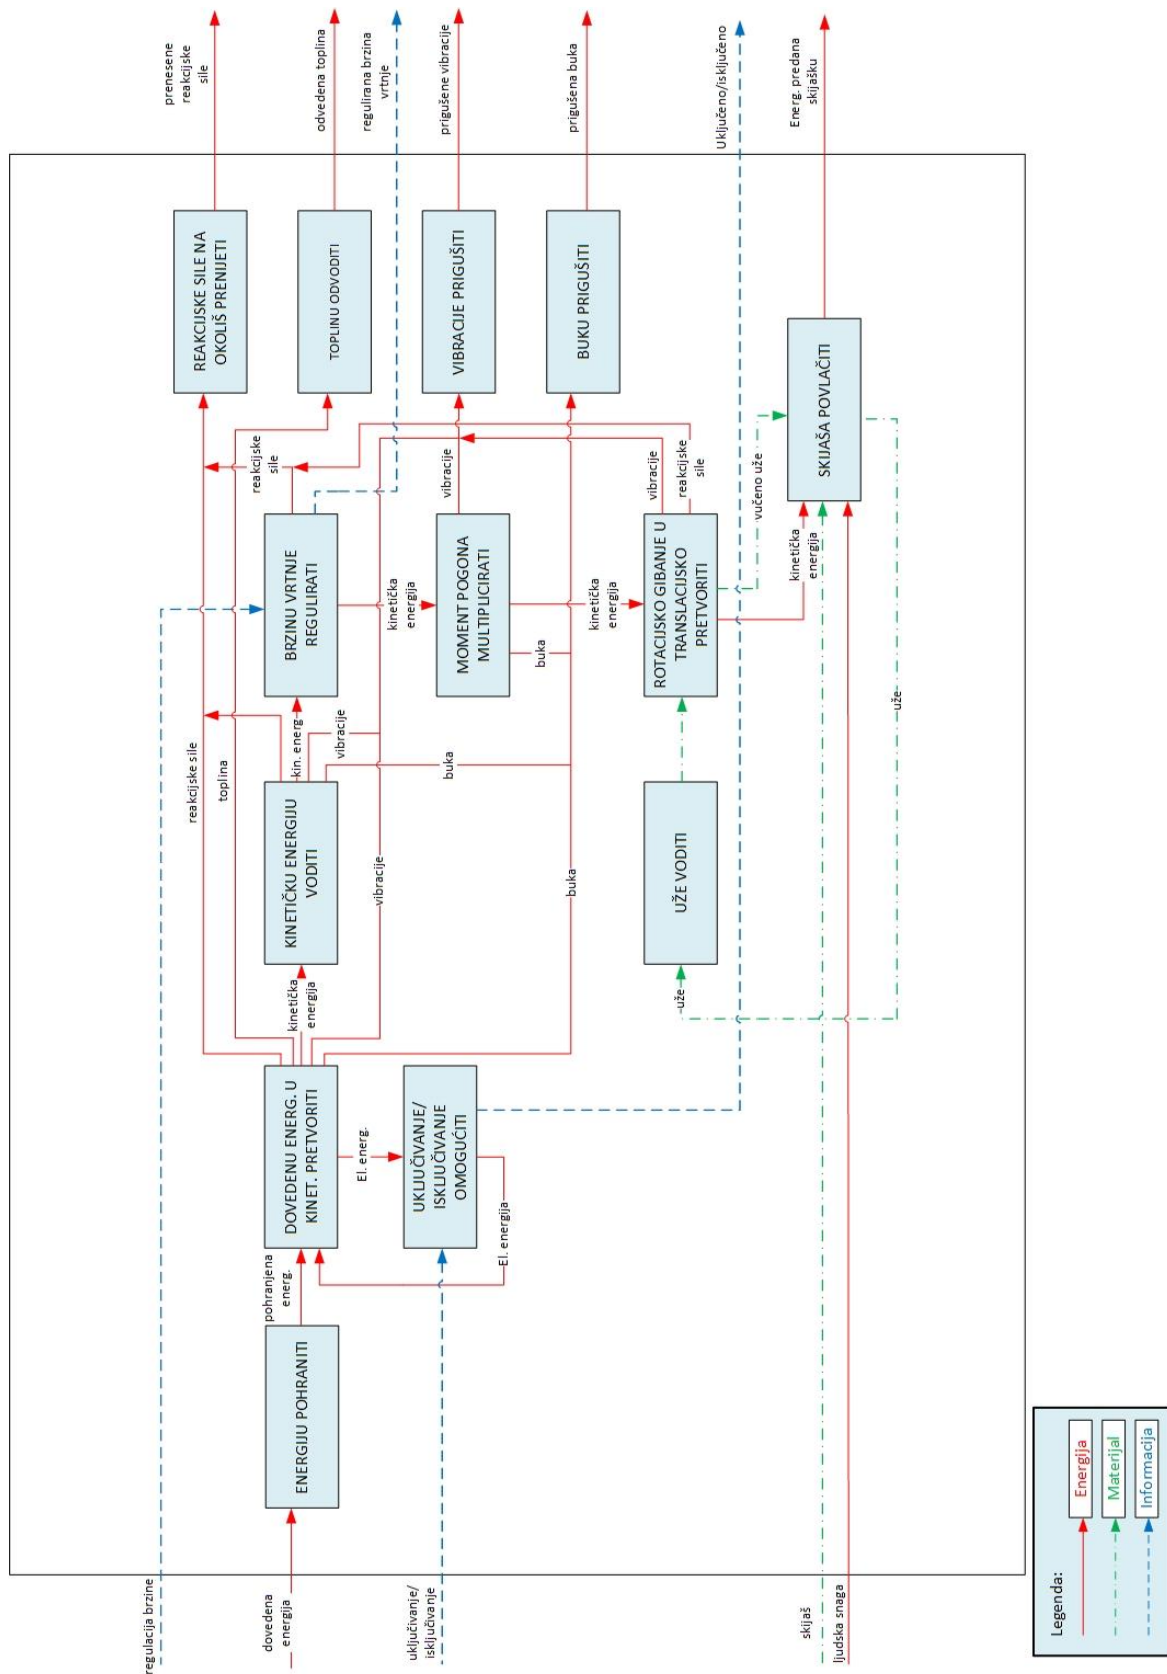 regulacija brzine
dovedena
energija
uključivanje/
isključivanje
skijaš
ljudska snaga
ENERGIJU POHRANITI
pohranjena
energ.
DOVEDENU ENERG. U
KINET. PRETVORITI
El. energ.
UKLJUČIVANJE/
ISKLJUČIVANJE
OMOGUĆITI
El. energija
kinetička
energija
reakcijske sile
toplina
KINETIČKU ENERGIJU
VODITI
kin. energ
vibracije
buka
vibracije
buka
BRZINU VRTNJE
REGULIRATI
reakcijske
sile
kinetička
energija
MOMENT POGONA
MULTIPLICIRATI
vibracije
buka
kinetička
energija
uže
UŽE VODITI
ROTACIJSKO GIBANJE U
TRANSLACIJSKO
PRETVORITI
vibracije
reakcijske
sile
vučeno uže
kinetička
energija
uže
REAKCIJSKE SILE NA
OKOLIŠ PRENIJETI
TOPLINU ODVODITI
VIBRACIJE PRIGUŠITI
BUKU PRIGUŠITI
SKIJAŠA POVLAČITI
prenesene
reakcijske
sile
odvedena toplina
regulirana brzina
vrtnje
prigušene vibracije
prigušena buka
Uključeno/isključeno
Energ. predana
skijašku
Legenda:
Energija
Materijal
Informacija